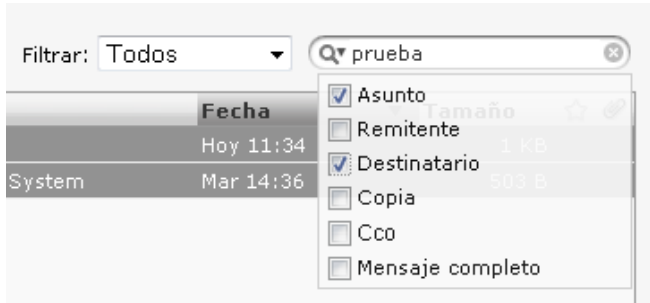 Filtrar: Todos prueba
Asunto
Fecha Tamaño
Remitente
Hoy 11:34 1 KB
Destinatario
System Mar 14:36 503 B
Copia
Cco
Mensaje completo